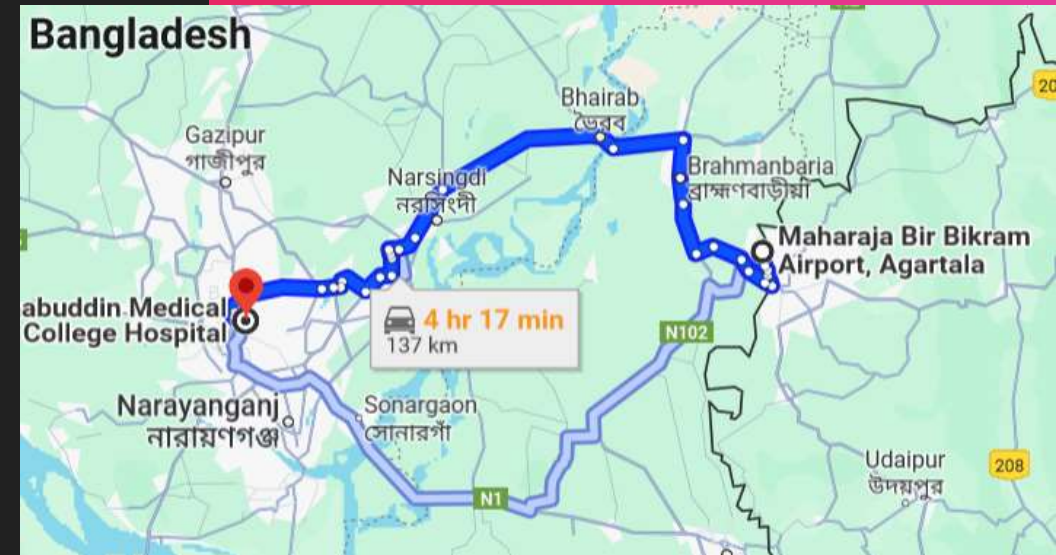 Bangladesh
Gazipur
গাজীপুর
Bhairab
ভৈরব
Narsingdi
নরসিংদী
Brahmanbaria
ব্রাহ্মণবাড়ীয়া
Maharaja Bir Bikram
Airport, Agartala
abuddin Medical
College Hospital
4 hr 17 min
137 km
N102
Narayanganj
নারায়ণগঞ্জ
Sonargaon
সোনারগাঁ
N1
Udaipur
উদয়পুর
208